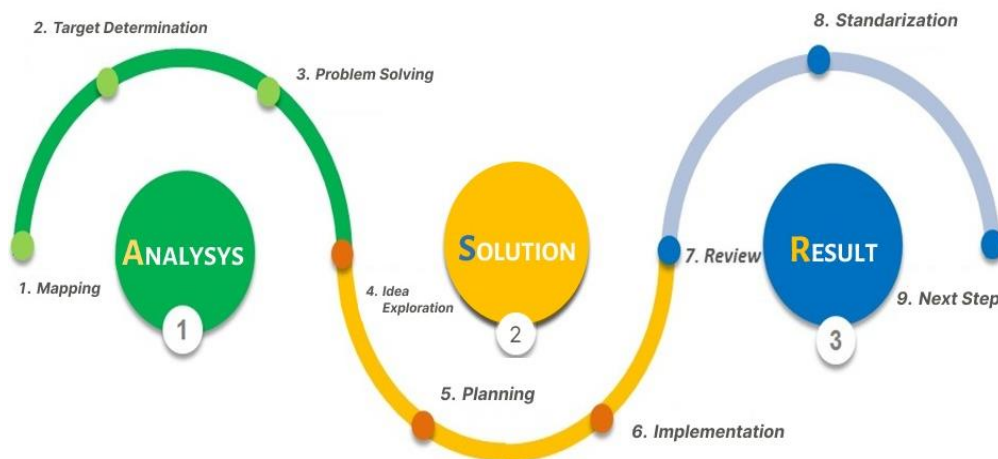 2. Target Determination
3. Problem Solving
8. Standarization
ANALYSYS
SOLUTION
RESULT
1. Mapping
4. Idea
Exploration
7. Review
9. Next Step
1
2
3
5. Planning
6. Implementation